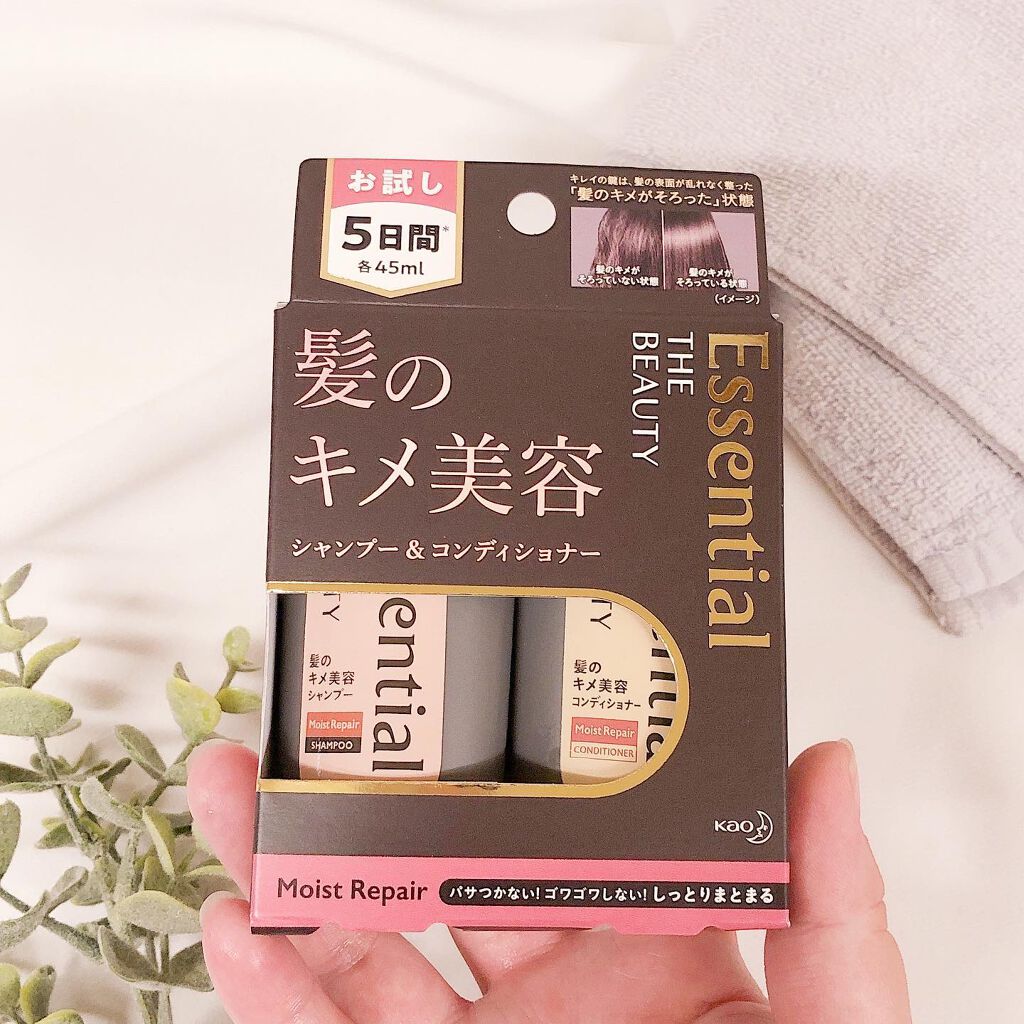 お試し
5日間*
各45ml
キレイの鍵は、髪の表面が乱れなく整った
「髪のキメがそろった」状態
髪のキメが
そろっていない状態
髪のキメが
そろっている状態
(イメージ)
髪の
キメ美容
シャンプー&コンディショナー
Essential
THE
BEAUTY
TY
ential
髪の
キメ美容
シャンプー
Moist Repair
SHAMPOO
TY
髪の
キメ美容
コンディショナー
Moist Repair
CONDITIONER
Kao
Moist Repair
パサつかない!ゴワゴワしない!しっとりまとまる